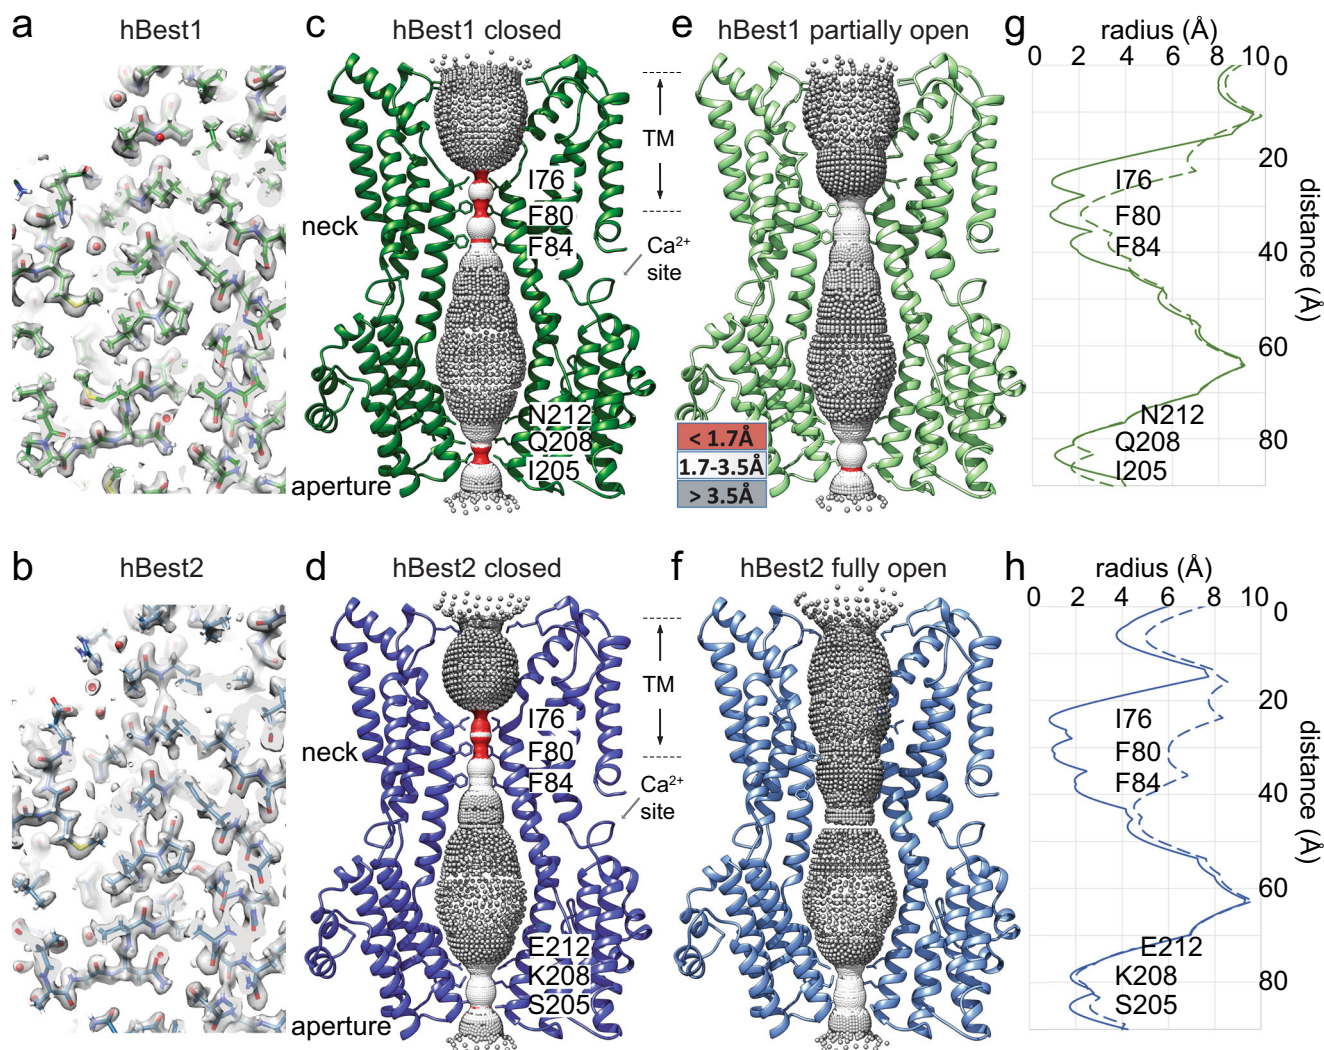 a
hBest1
c
hBest1 closed
TM
I76
F80
F84
neck
Ca2+
site
N212
Q208
I205
aperture
e
hBest1 partially open
< 1.7Å
1.7-3.5Å
> 3.5Å
g
radius (Å)
0 2 4 6 8 10
0
20
40
60
80
distance (Å)
I76
F80
F84
N212
Q208
I205
b
hBest2
d
hBest2 closed
TM
I76
F80
F84
neck
Ca2+
site
E212
K208
S205
aperture
f
hBest2 fully open
h
radius (Å)
0 2 4 6 8 10
0
20
40
60
80
distance (Å)
I76
F80
F84
E212
K208
S205